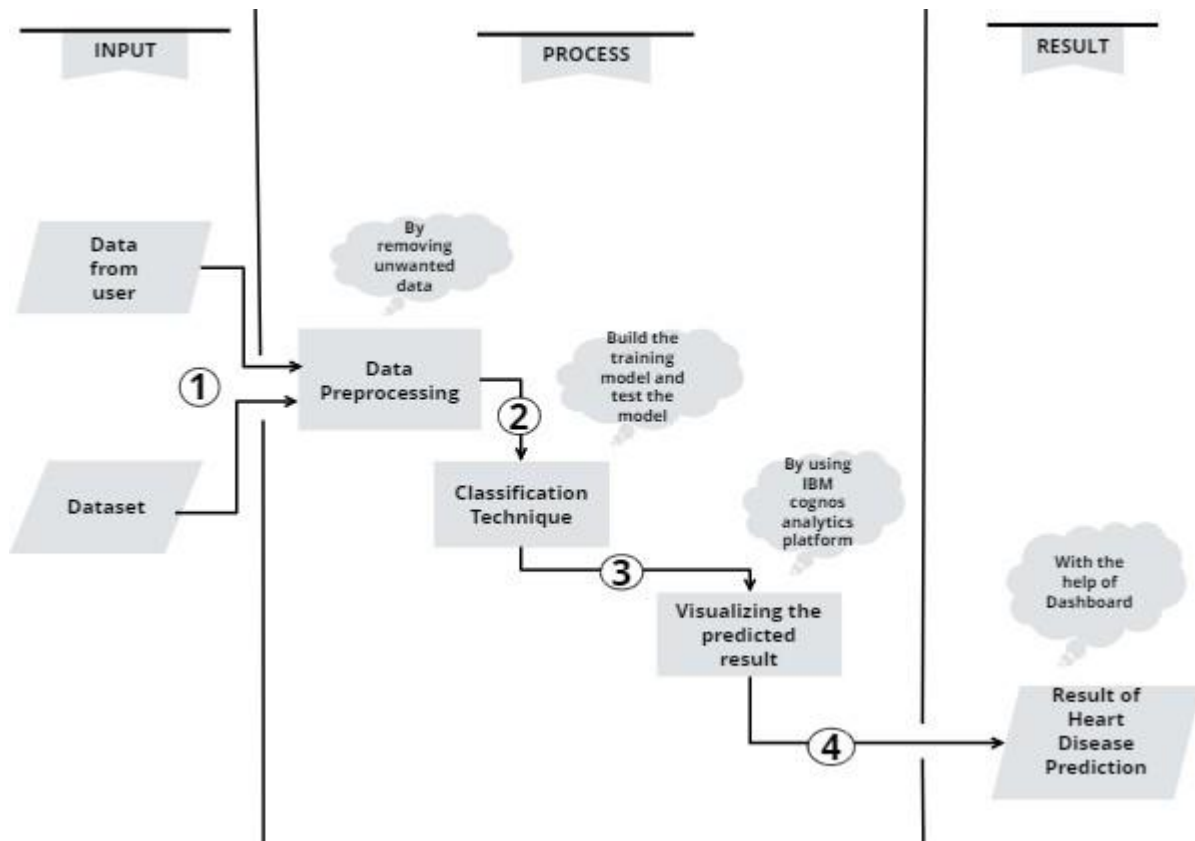 INPUT
PROCESS
RESULT
Data
from
user
By
removing
unwanted
data
Data
Preprocessing
1
Dataset
2
Build the
training
model and
test the
model
Classification
Technique
3
By using
IBM
cognos
analytics
platform
Visualizing the
predicted
result
4
With the
help of
Dashboard
Result of
Heart
Disease
Prediction